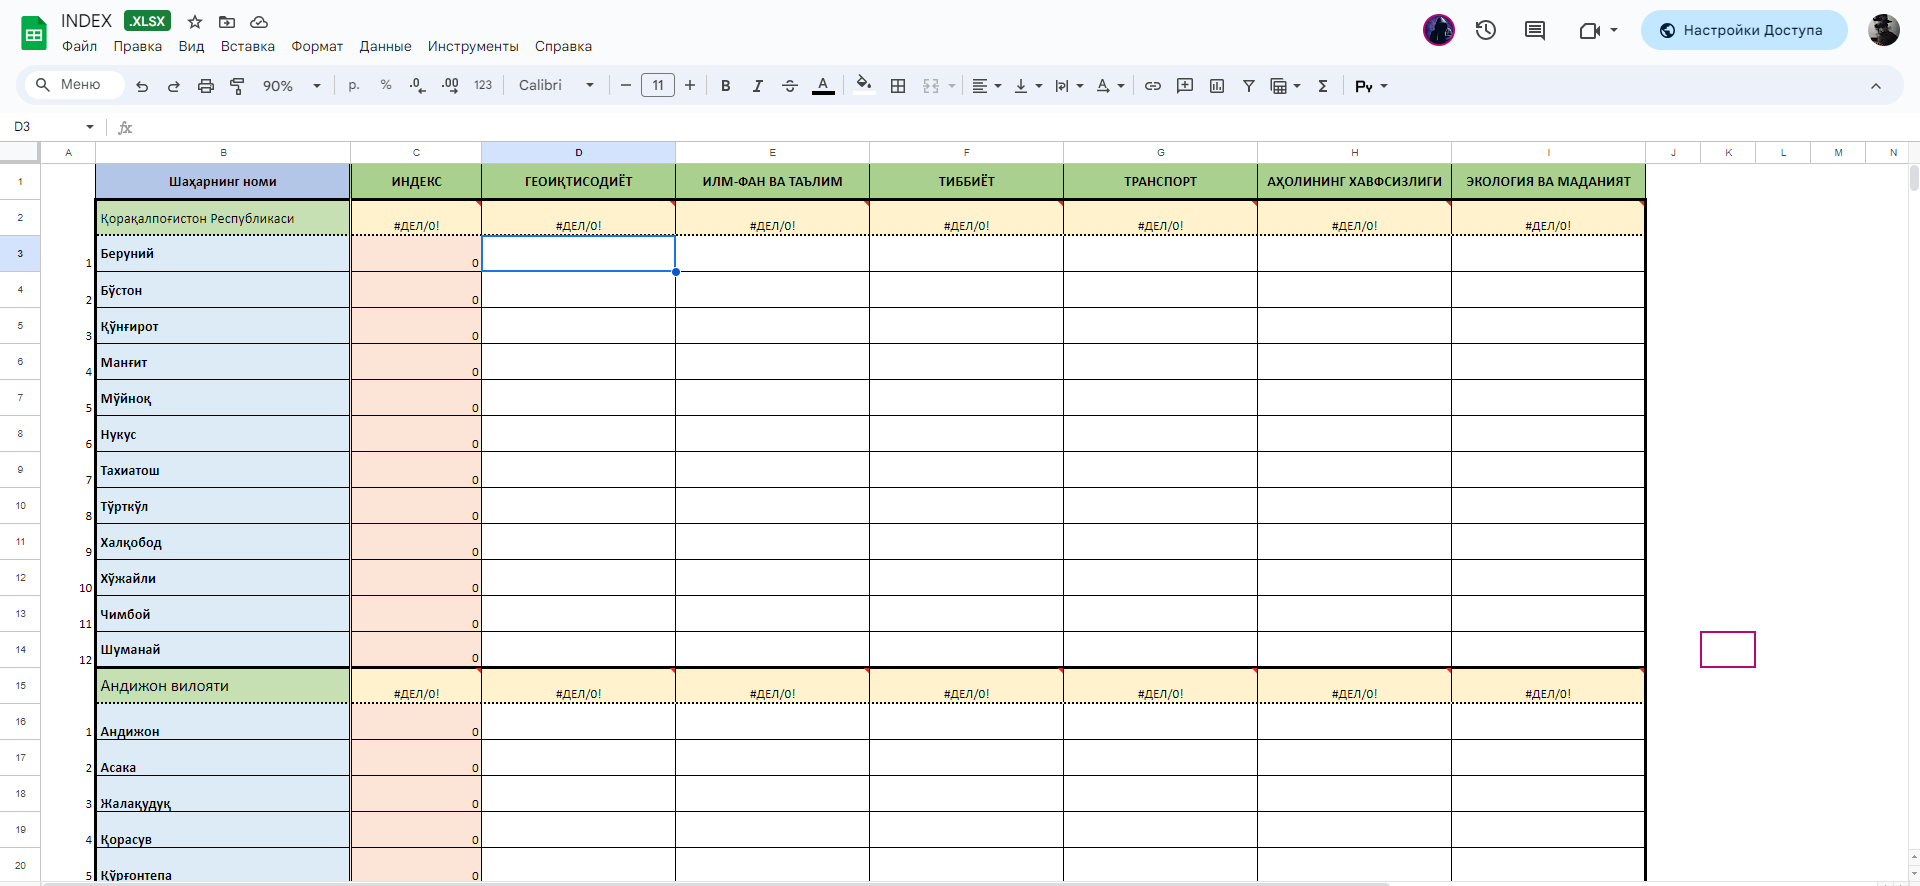 INDEX .XLSX
Файл Правка Вид Вставка Формат Данные Инструменты Справка
Настройки Доступа
Меню 90% р. % .0 .00 123 Calibri 11 B I A Σ Py
D3 fx
A B C D E F G H I J K L M N
1 Шаҳарнинг номи ИНДЕКС ГЕОИҚТИСОДИЁТ ИЛМ-ФАН ВА ТАЪЛИМ ТИББИЁТ ТРАНСПОРТ АҲОЛИНИНГ ХАВФСИЗЛИГИ ЭКОЛОГИЯ ВА МАДАНИЯТ
2 Қорақалпоғистон Республикаси #ДЕЛ/0! #ДЕЛ/0! #ДЕЛ/0! #ДЕЛ/0! #ДЕЛ/0! #ДЕЛ/0! #ДЕЛ/0!
3 1 Беруний 0
4 2 Бўстон 0
5 3 Қўнғирот 0
6 4 Манғит 0
7 5 Мўйноқ 0
8 6 Нукус 0
9 7 Тахиатош 0
10 8 Тўрткўл 0
11 9 Халқобод 0
12 10 Хўжайли 0
13 11 Чимбой 0
14 12 Шуманай 0
15 Андижон вилояти #ДЕЛ/0! #ДЕЛ/0! #ДЕЛ/0! #ДЕЛ/0! #ДЕЛ/0! #ДЕЛ/0! #ДЕЛ/0!
16 1 Андижон 0
17 2 Асака 0
18 3 Жалақудуқ 0
19 4 Қорасув 0
20 5 Қўрғонтепа 0